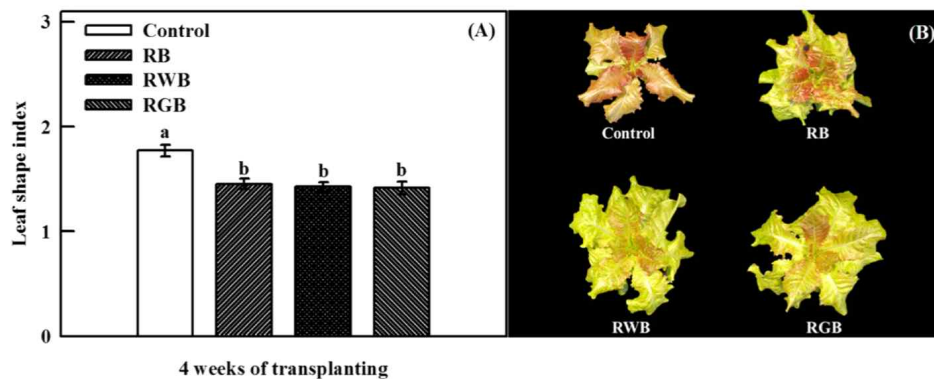 3
2
1
0
Leaf shape index
Control
RB
RWB
RGB
(A)
a
b
b
b
4 weeks of transplanting
(B)
Control
RB
RWB
RGB